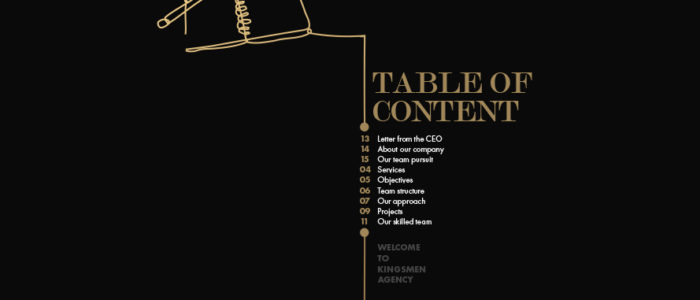 TABLE OF
CONTENT
13 Letter from the CEO
14 About our company
15 Our team pursuit
04 Services
05 Objectives
06 Team structure
07 Our approach
09 Projects
11 Our skilled team
WELCOME
TO
KINGSMEN
AGENCY